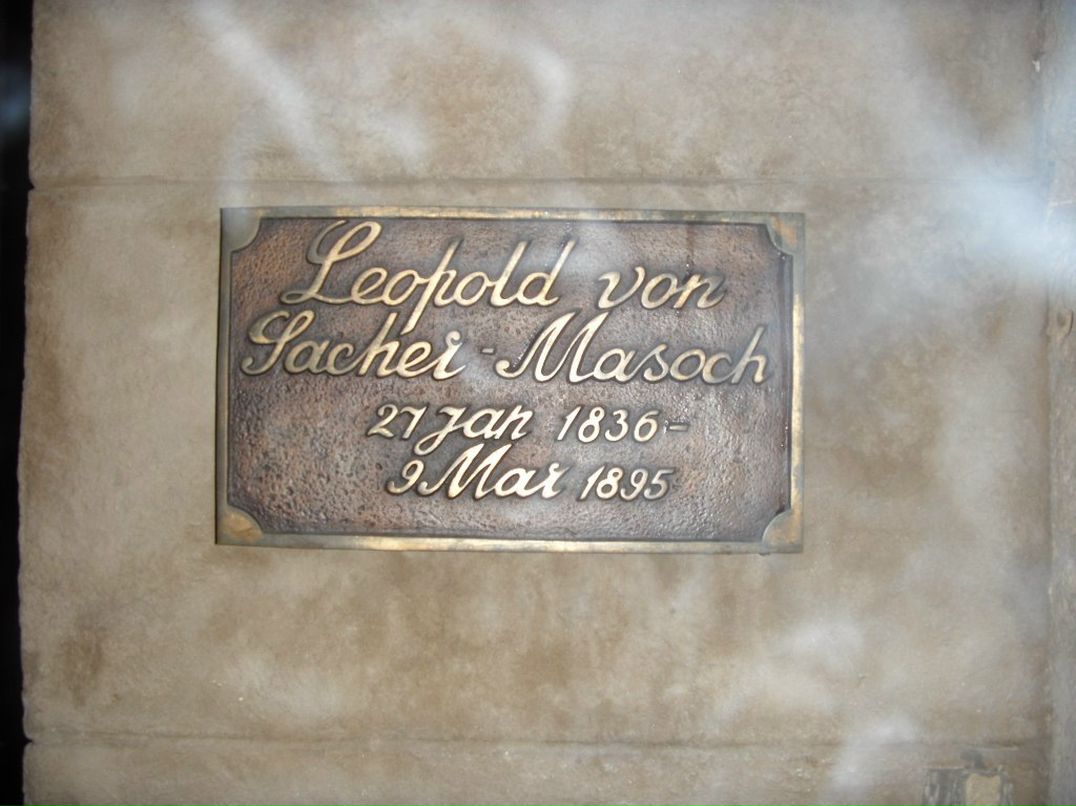 Leopold von
Sacher-Masoch
27 Jan 1836-
9 Mar 1895